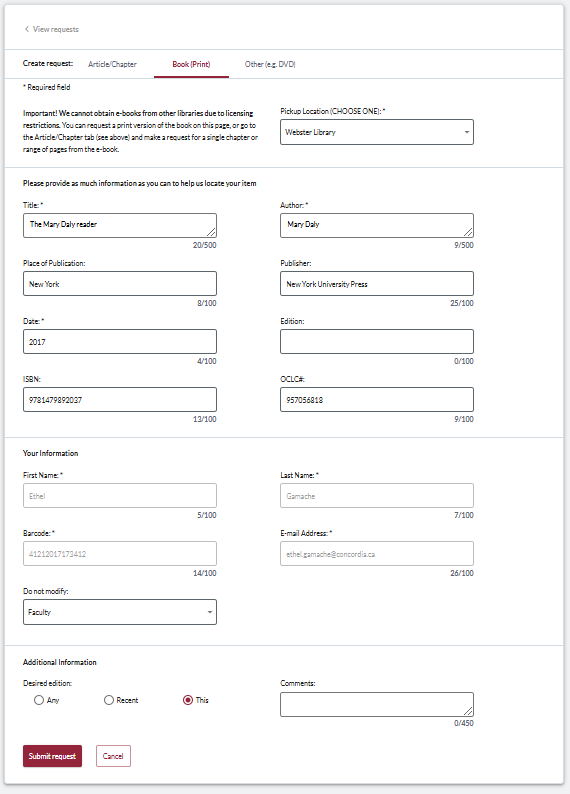 View requests
Create request: Article/Chapter Book (Print) Other (e.g. DVD)
* Required field
Important! We cannot obtain e-books from other libraries due to licensing
restrictions. You can request a print version of the book on this page, or go to
the Article/Chapter tab (see above) and make a request for a single chapter or
range of pages from the e-book.
Pickup Location (CHOOSE ONE): *
Webster Library
Please provide as much information as you can to help us locate your item
Title: *
The Mary Daly reader
20/500
Author: *
Mary Daly
9/500
Place of Publication:
New York
8/100
Publisher:
New York University Press
25/100
Date: *
2017
4/100
Edition:
0/100
ISBN:
9781479892037
13/100
OCLC#:
957056818
9/100
Your Information
First Name: *
Ethel
5/100
Last Name: *
Gamache
7/100
Barcode: *
41212017173412
14/100
E-mail Address: *
ethel.gamache@concordia.ca
26/100
Do not modify:
Faculty
Additional Information
Desired edition:
Any Recent This
Comments:
0/450
Submit request Cancel